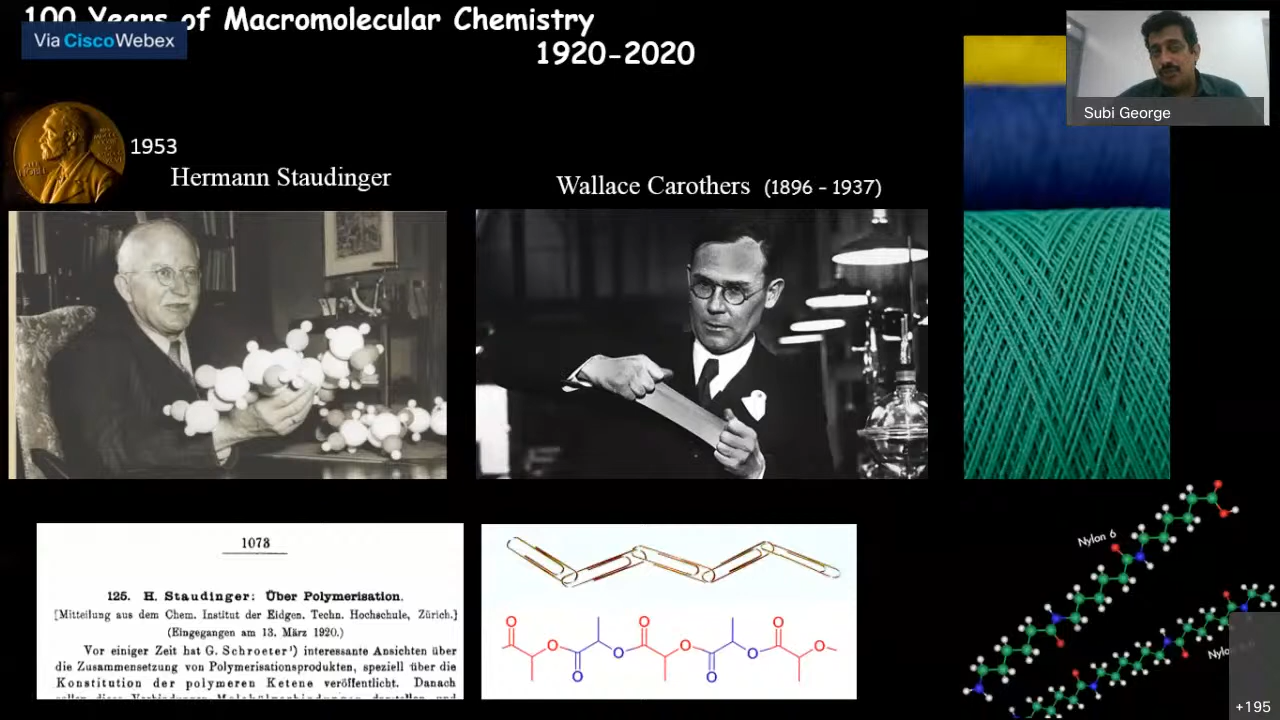 100 Years of Macromolecular Chemistry
1920-2020
Via Cisco Webex
Subi George
1953
Hermann Staudinger
Wallace Carothers (1896 – 1937)
1073
125. H. Staudinger: Über Polymerisation.
[Mitteilung aus dem Chem. Institut der Eidgen. Techn. Hochschule, Zürich.]
(Eingegangen am 13. März 1920.)
Vor einiger Zeit hat G. Schroeter¹) interessante Ansichten über
die Zusammensetzung von Polymerisationsprodukten, speziell über die
Konstitution der polymeren Ketene veröffentlicht. Danach
O O O O O O O O O O
Nylon 6
+195